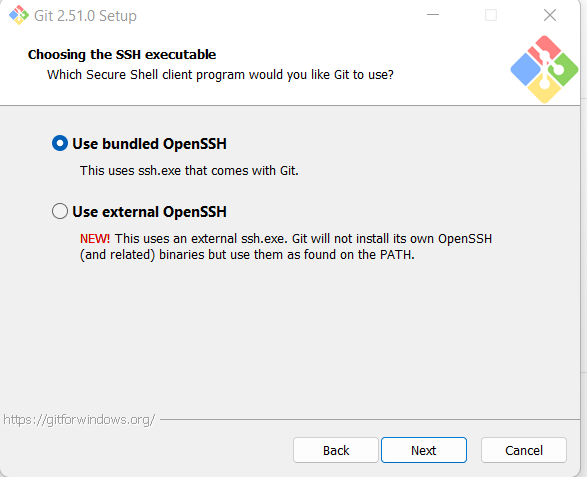 Git 2.51.0 Setup
Choosing the SSH executable
Which Secure Shell client program would you like Git to use?
Use bundled OpenSSH
This uses ssh.exe that comes with Git.
Use external OpenSSH
NEW! This uses an external ssh.exe. Git will not install its own OpenSSH
(and related) binaries but use them as found on the PATH.
https://gitforwindows.org/
Back
Next
Cancel